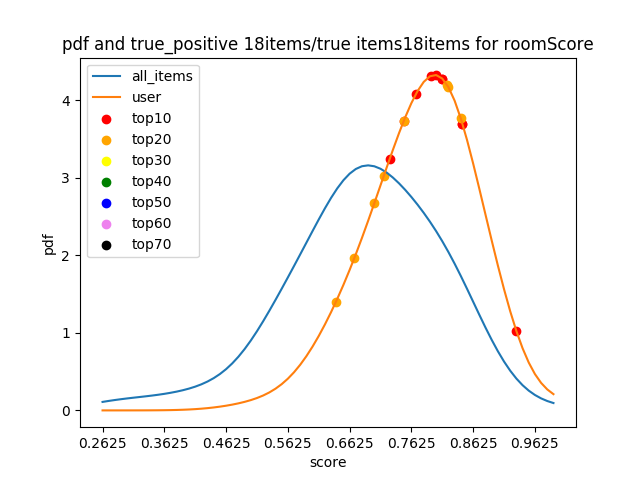 pdf and true_positive 18items/true items18items for roomScore
all_items
user
top10
top20
top30
top40
top50
top60
top70
pdf
4
3
2
1
0
0.2625 0.3625 0.4625 0.5625 0.6625 0.7625 0.8625 0.9625
score